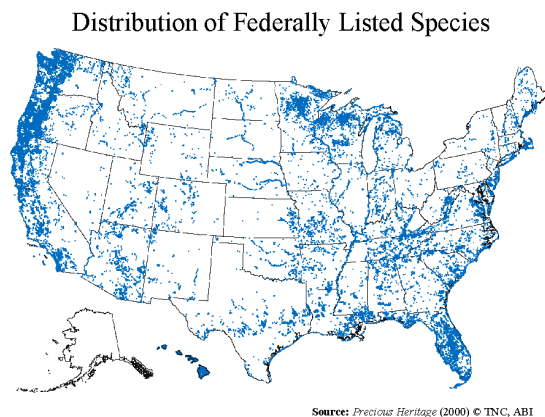 Distribution of Federally Listed Species
Source: Precious Heritage (2000) © TNC, ABI